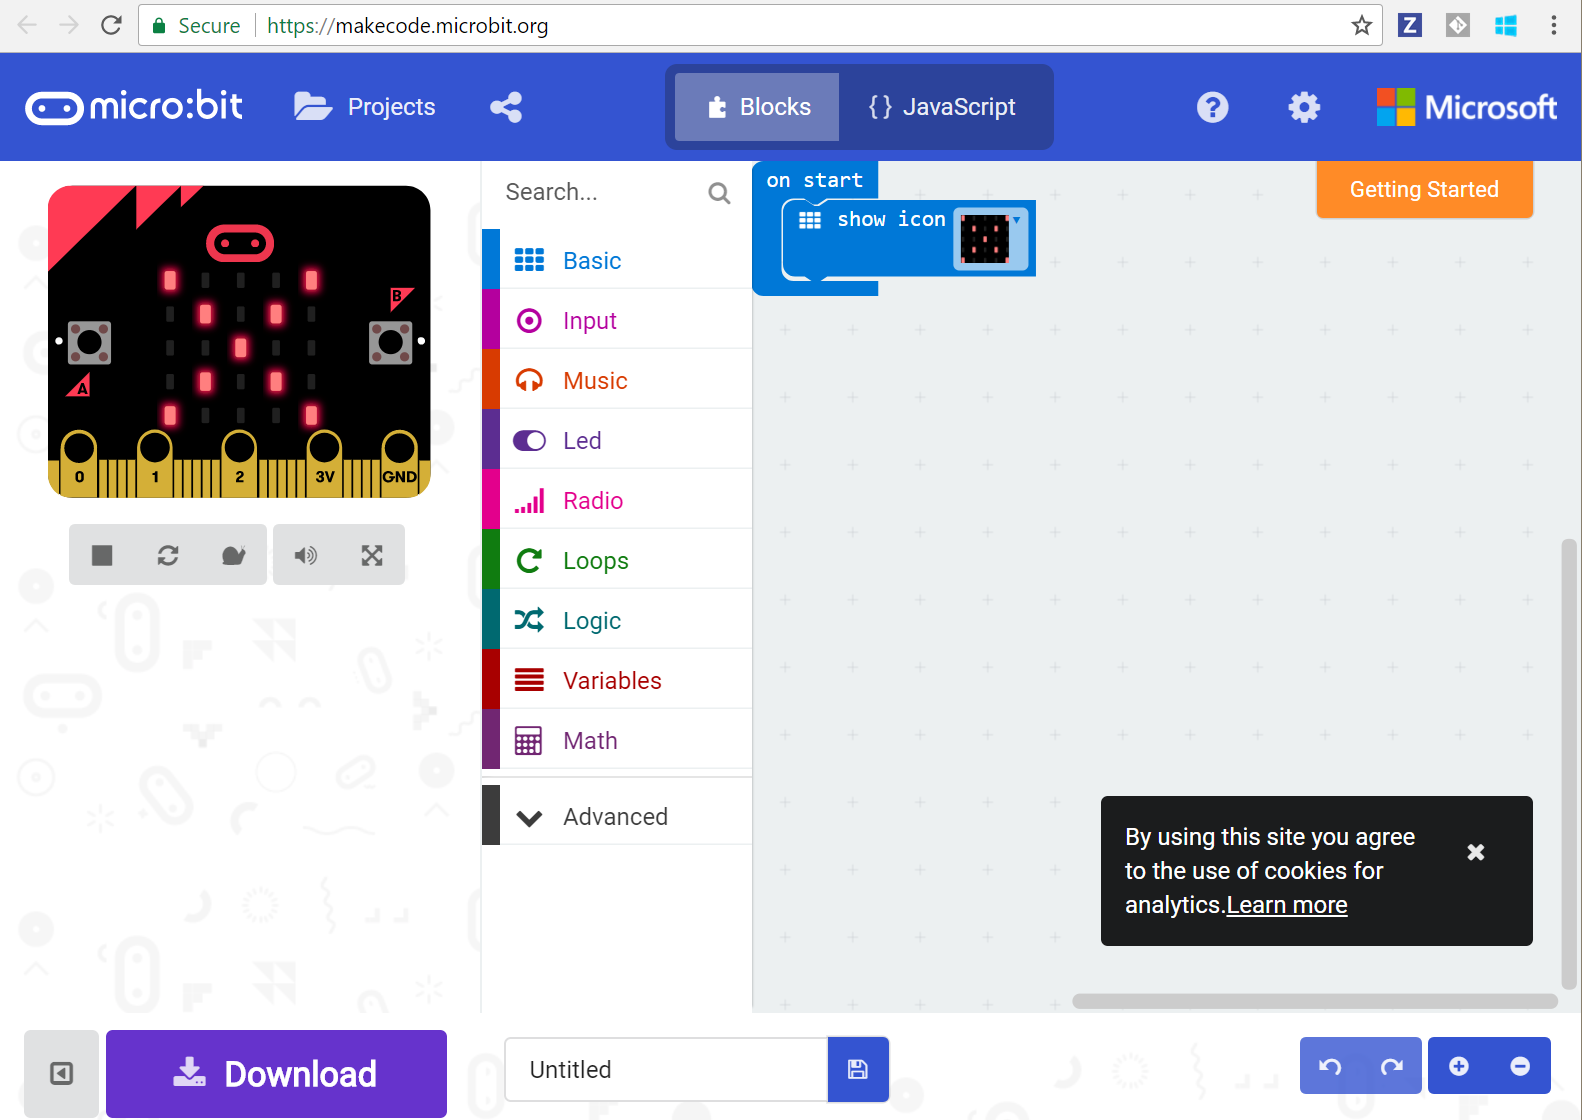 Secure https://makecode.microbit.org
micro:bit Projects Blocks {} JavaScript Microsoft
Search...
on start
Getting Started
show icon
Basic
Input
B
Music
A
Led
0 1 2 3V GND
Radio
Loops
Logic
Variables
Math
Advanced
By using this site you agree
to the use of cookies for
analytics.Learn more
Download
Untitled